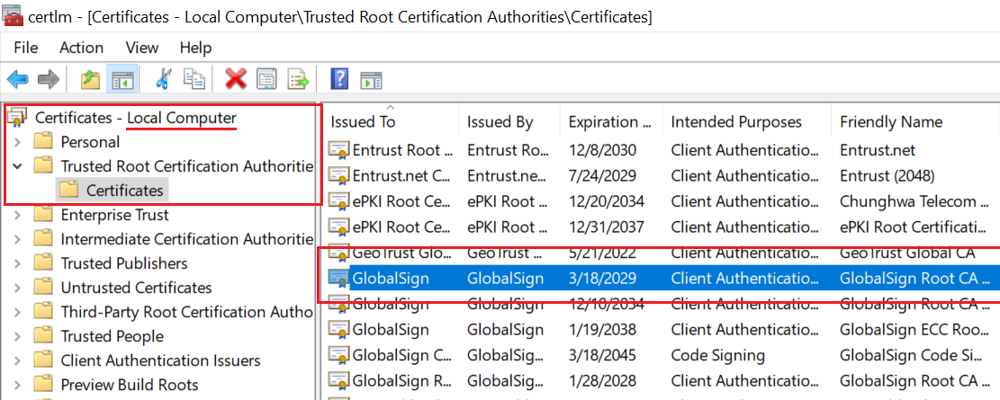 certlm - [Certificates - Local Computer\Trusted Root Certification Authorities\Certificates]
File Action View Help
Certificates - Local Computer
Personal
Trusted Root Certification Authoritie
Certificates
Enterprise Trust
Intermediate Certification Authoritie
Trusted Publishers
Untrusted Certificates
Third-Party Root Certification Autho
Trusted People
Client Authentication Issuers
Preview Build Roots
Issued To Issued By Expiration ... Intended Purposes Friendly Name
Entrust Root ... Entrust Ro... 12/8/2030 Client Authenticatio... Entrust.net
Entrust.net C... Entrust.ne... 7/24/2029 Client Authenticatio... Entrust (2048)
ePKI Root Ce... ePKI Root ... 12/20/2034 Client Authenticatio... Chunghwa Telecom ...
ePKI Root Ce... ePKI Root ... 12/31/2037 Client Authenticatio... ePKI Root Certificati...
GeoTrust Glo... GeoTrust ... 5/21/2022 Client Authenticatio... GeoTrust Global CA
GlobalSign GlobalSign 3/18/2029 Client Authenticatio... GlobalSign Root CA ...
GlobalSign GlobalSign 12/10/2034 Client Authenticatio... GlobalSign Root CA ...
GlobalSign GlobalSign 1/19/2038 Client Authenticatio... GlobalSign ECC Roo...
GlobalSign C... GlobalSign 3/18/2045 Code Signing GlobalSign Code Si...
GlobalSign R... GlobalSign 1/28/2028 Client Authenticatio... GlobalSign Root CA ...